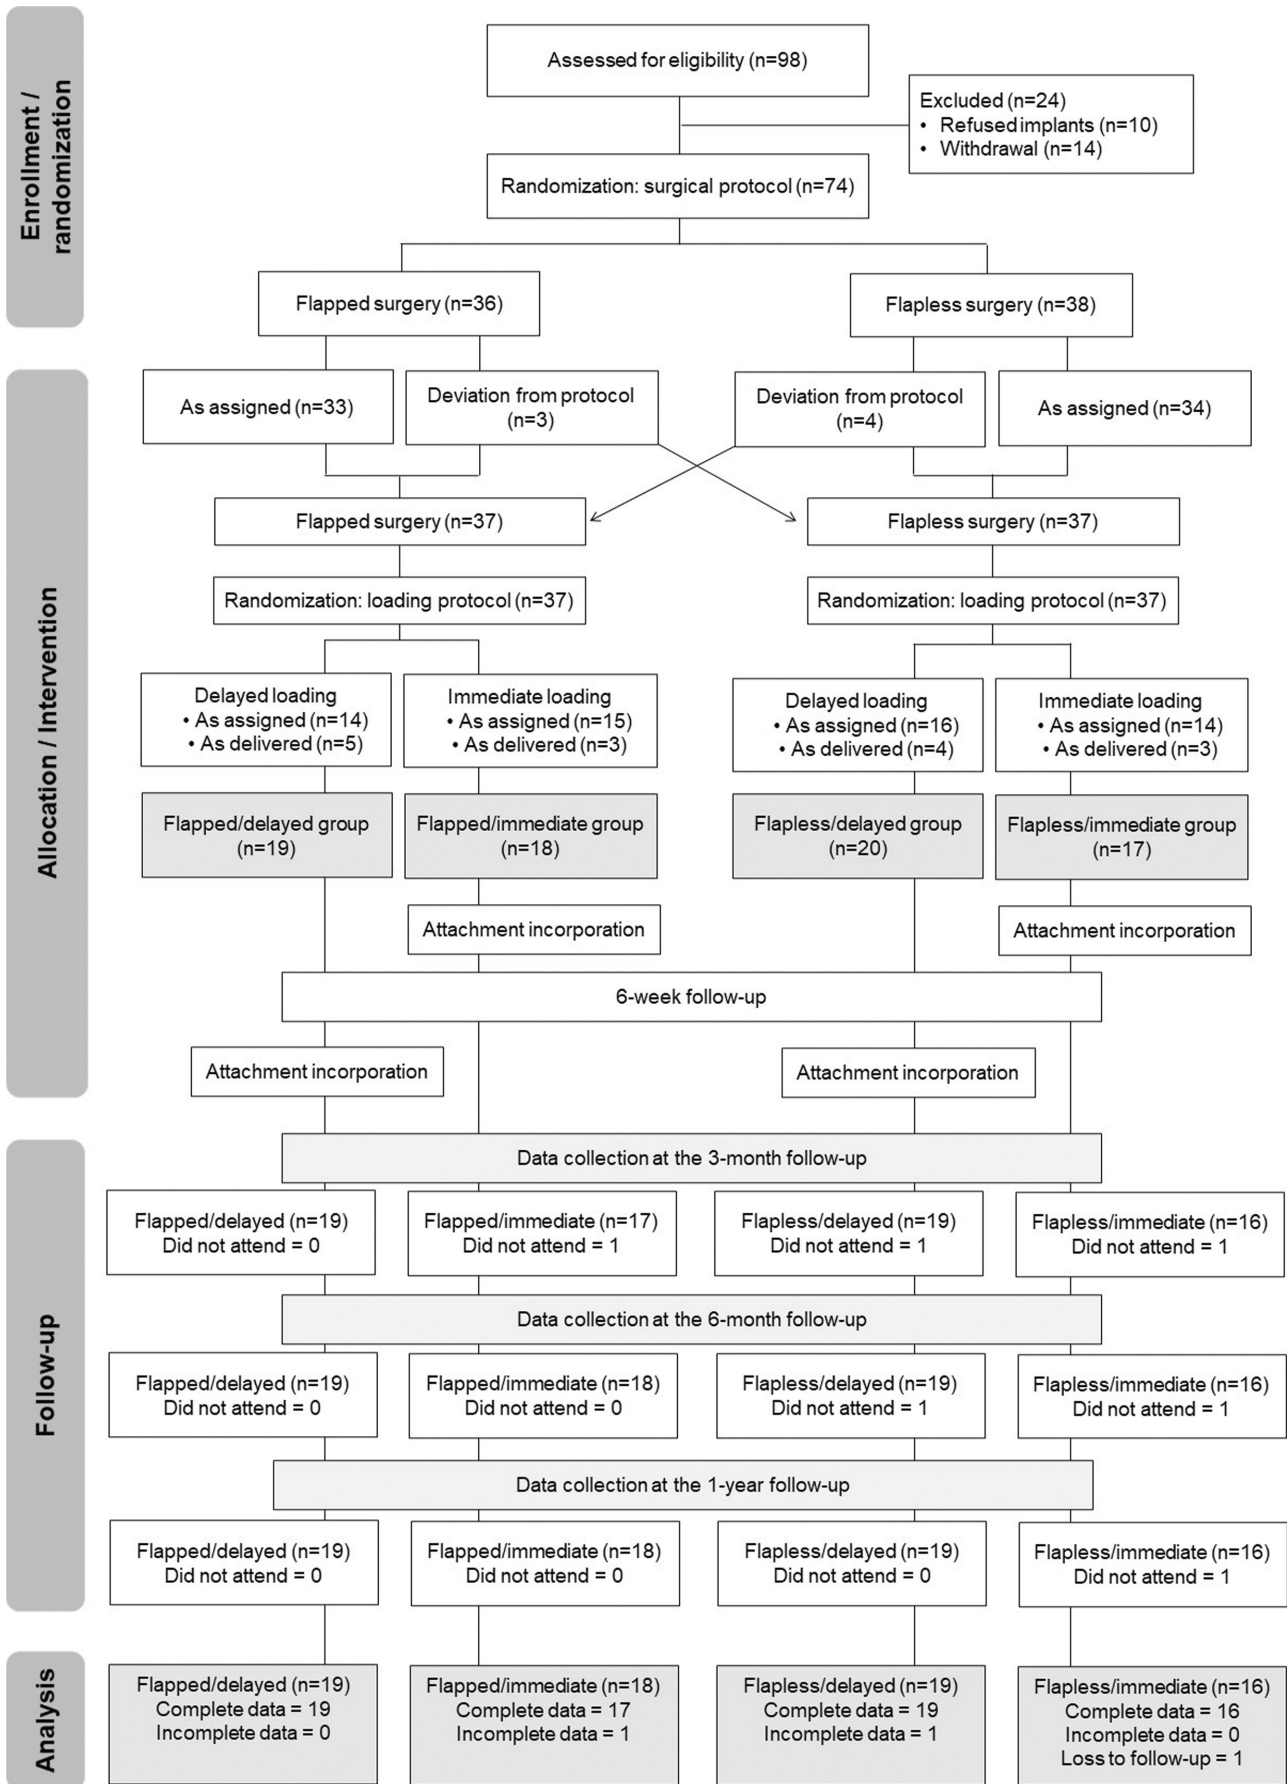 Enrollment /
randomization
Assessed for eligibility (n=98)
Excluded (n=24)
• Refused implants (n=10)
• Withdrawal (n=14)
Randomization: surgical protocol (n=74)
Flapped surgery (n=36)
Flapless surgery (n=38)
Allocation / Intervention
As assigned (n=33)
Deviation from protocol
(n=3)
Deviation from protocol
(n=4)
As assigned (n=34)
Flapped surgery (n=37)
Flapless surgery (n=37)
Randomization: loading protocol (n=37)
Randomization: loading protocol (n=37)
Delayed loading
• As assigned (n=14)
• As delivered (n=5)
Immediate loading
• As assigned (n=15)
• As delivered (n=3)
Delayed loading
• As assigned (n=16)
• As delivered (n=4)
Immediate loading
• As assigned (n=14)
• As delivered (n=3)
Flapped/delayed group
(n=19)
Flapped/immediate group
(n=18)
Flapless/delayed group
(n=20)
Flapless/immediate group
(n=17)
Attachment incorporation
Attachment incorporation
6-week follow-up
Attachment incorporation
Attachment incorporation
Follow-up
Data collection at the 3-month follow-up
Flapped/delayed (n=19)
Did not attend = 0
Flapped/immediate (n=17)
Did not attend = 1
Flapless/delayed (n=19)
Did not attend = 1
Flapless/immediate (n=16)
Did not attend = 1
Data collection at the 6-month follow-up
Flapped/delayed (n=19)
Did not attend = 0
Flapped/immediate (n=18)
Did not attend = 0
Flapless/delayed (n=19)
Did not attend = 1
Flapless/immediate (n=16)
Did not attend = 1
Data collection at the 1-year follow-up
Flapped/delayed (n=19)
Did not attend = 0
Flapped/immediate (n=18)
Did not attend = 0
Flapless/delayed (n=19)
Did not attend = 0
Flapless/immediate (n=16)
Did not attend = 1
Analysis
Flapped/delayed (n=19)
Complete data = 19
Incomplete data = 0
Flapped/immediate (n=18)
Complete data = 17
Incomplete data = 1
Flapless/delayed (n=19)
Complete data = 19
Incomplete data = 1
Flapless/immediate (n=16)
Complete data = 16
Incomplete data = 0
Loss to follow-up = 1